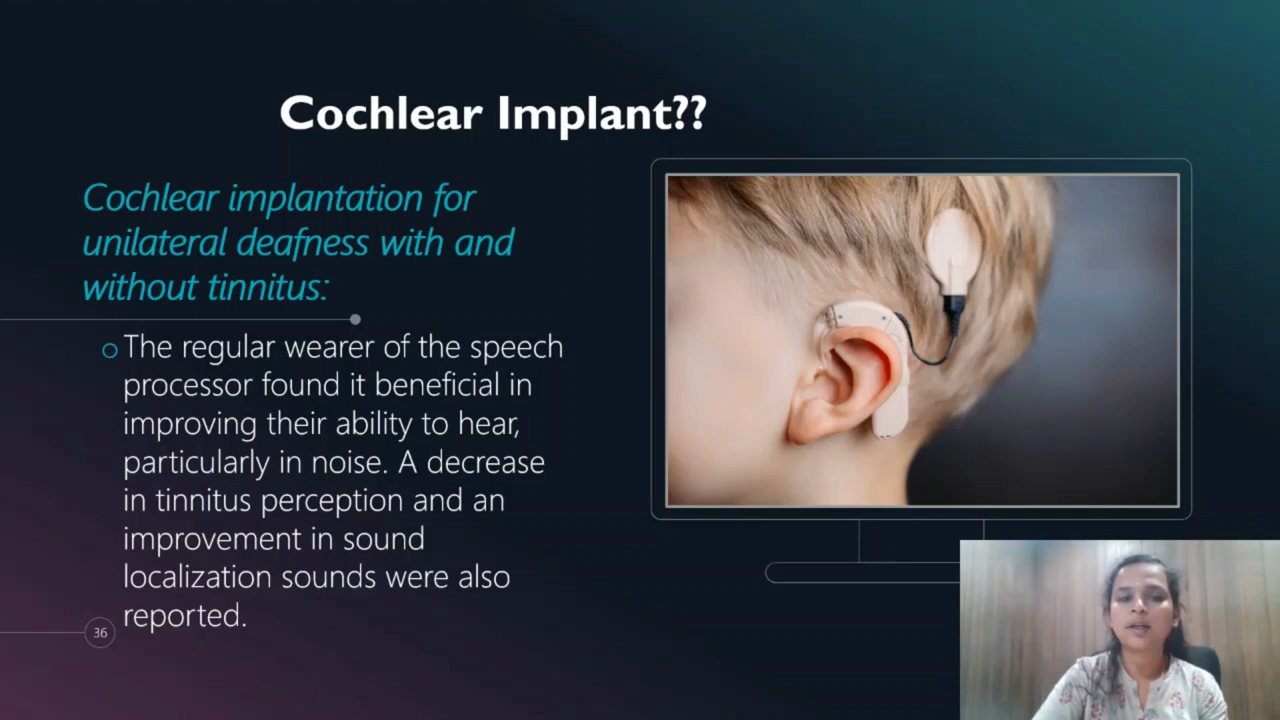 Cochlear Implant??
Cochlear implantation for
unilateral deafness with and
without tinnitus:
The regular wearer of the speech
processor found it beneficial in
improving their ability to hear,
particularly in noise. A decrease
in tinnitus perception and an
improvement in sound
localization sounds were also
reported.
36